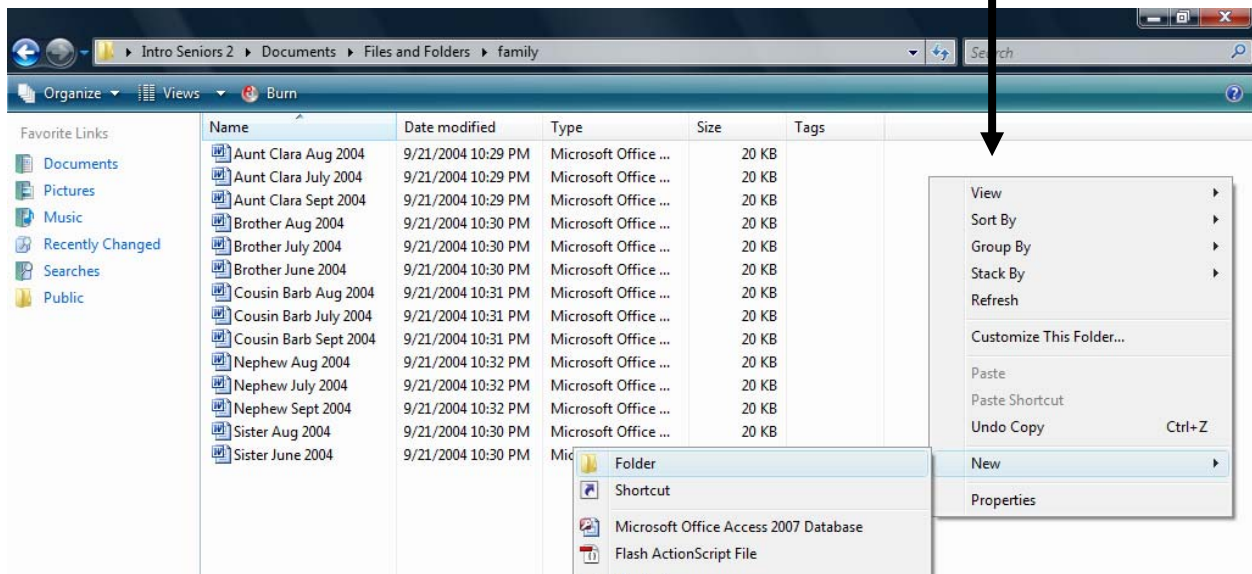 Intro Seniors 2 Documents Files and Folders family Search
Organize Views Burn
Favorite Links
Documents
Pictures
Music
Recently Changed
Searches
Public
Name Date modified Type Size Tags
Aunt Clara Aug 2004 9/21/2004 10:29 PM Microsoft Office ... 20 KB
Aunt Clara July 2004 9/21/2004 10:29 PM Microsoft Office ... 20 KB
Aunt Clara Sept 2004 9/21/2004 10:29 PM Microsoft Office ... 20 KB
Brother Aug 2004 9/21/2004 10:30 PM Microsoft Office ... 20 KB
Brother July 2004 9/21/2004 10:30 PM Microsoft Office ... 20 KB
Brother June 2004 9/21/2004 10:30 PM Microsoft Office ... 20 KB
Cousin Barb Aug 2004 9/21/2004 10:31 PM Microsoft Office ... 20 KB
Cousin Barb July 2004 9/21/2004 10:31 PM Microsoft Office ... 20 KB
Cousin Barb Sept 2004 9/21/2004 10:31 PM Microsoft Office ... 20 KB
Nephew Aug 2004 9/21/2004 10:32 PM Microsoft Office ... 20 KB
Nephew July 2004 9/21/2004 10:32 PM Microsoft Office ... 20 KB
Nephew Sept 2004 9/21/2004 10:32 PM Microsoft Office ... 20 KB
Sister Aug 2004 9/21/2004 10:30 PM Microsoft Office ... 20 KB
Sister June 2004 9/21/2004 10:30 PM Mic
View
Sort By
Group By
Stack By
Refresh
Customize This Folder...
Paste
Paste Shortcut
Undo Copy Ctrl+Z
New
Properties
Folder
Shortcut
Microsoft Office Access 2007 Database
Flash ActionScript File